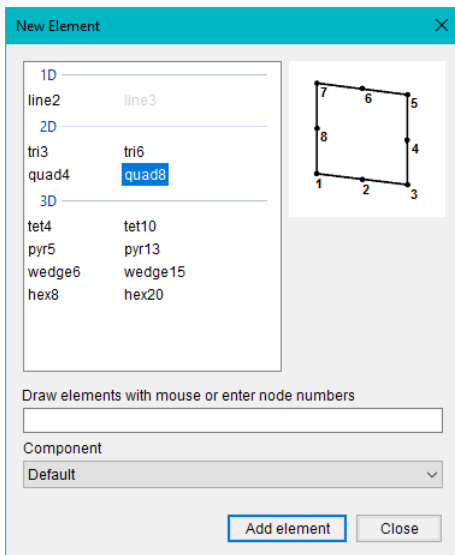 New Element
1D
line2 line3
2D
tri3 tri6
quad4 quad8
3D
tet4 tet10
pyr5 pyr13
wedge6 wedge15
hex8 hex20
7 6 5
8 4
1 2 3
Draw elements with mouse or enter node numbers
Component
Default
Add element Close